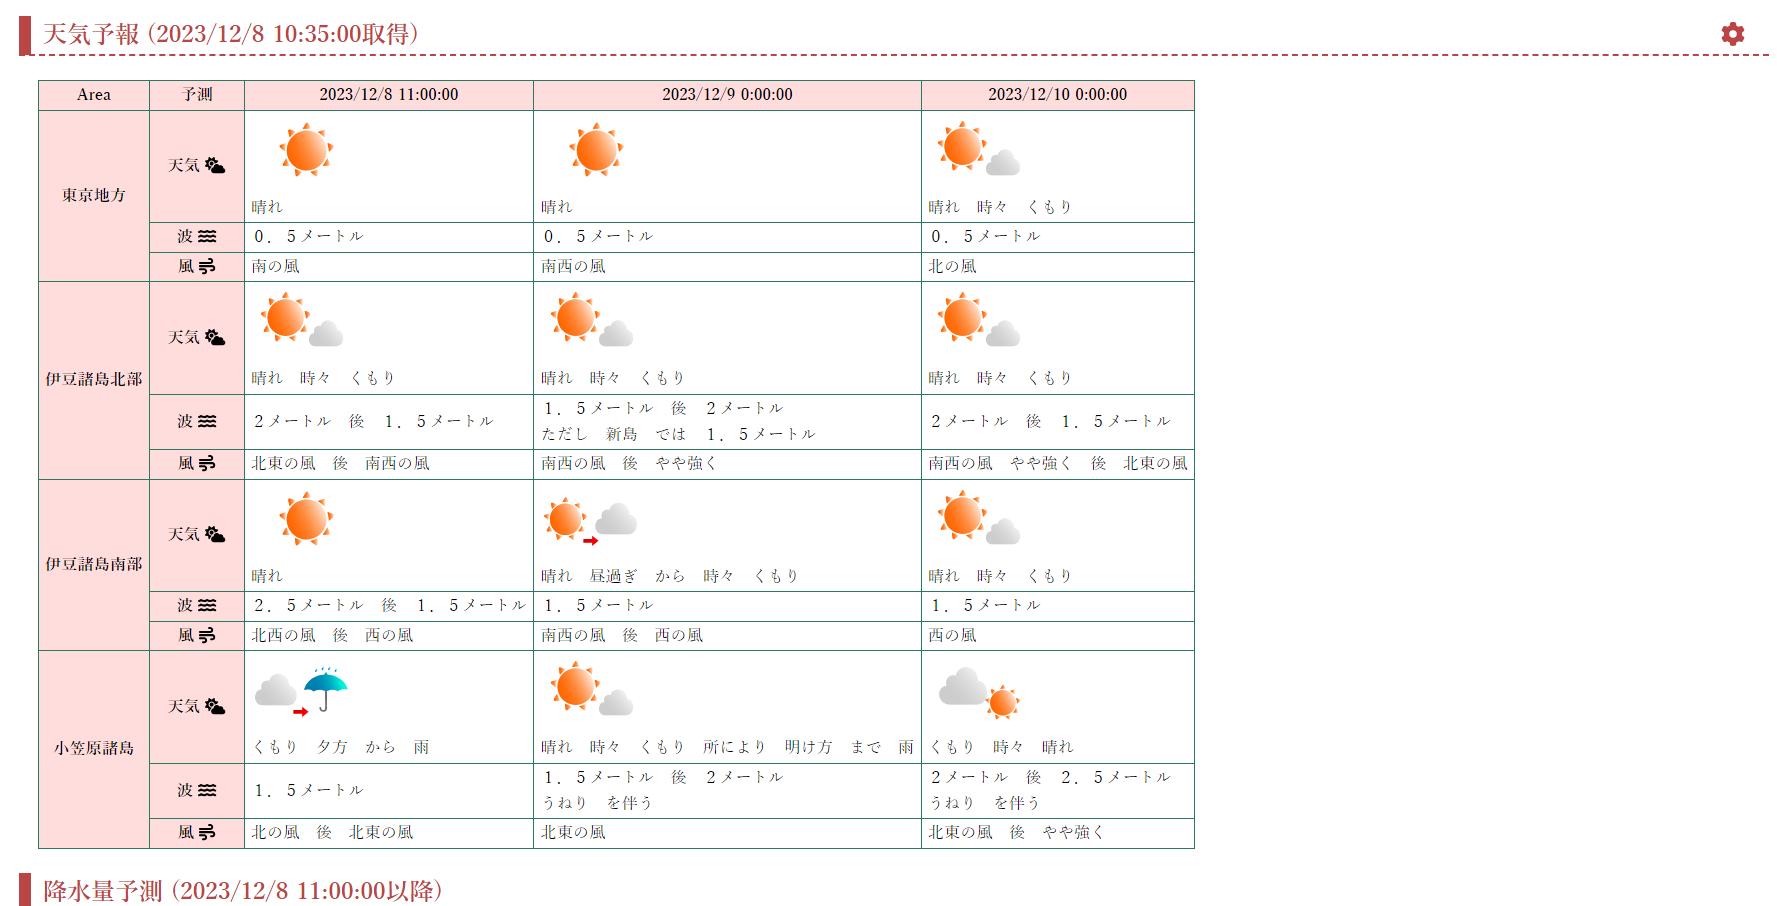 天気予報 (2023/12/8 10:35:00取得)
Area 予測 2023/12/8 11:00:00 2023/12/9 0:00:00 2023/12/10 0:00:00
東京地方
天気
晴れ
晴れ
晴れ　時々　くもり
波 ０．５メートル ０．５メートル ０．５メートル
風 南の風 南西の風 北の風
伊豆諸島北部
天気
晴れ　時々　くもり
晴れ　時々　くもり
晴れ　時々　くもり
波
２メートル　後　１．５メートル
１．５メートル　後　２メートル
ただし　新島　では　１．５メートル
２メートル　後　１．５メートル
風 北東の風　後　南西の風 南西の風　後　やや強く 南西の風　やや強く　後　北東の風
伊豆諸島南部
天気
晴れ
晴れ　昼過ぎ　から　時々　くもり
晴れ　時々　くもり
波 ２．５メートル　後　１．５メートル １．５メートル １．５メートル
風 北西の風　後　西の風 南西の風　後　西の風 西の風
小笠原諸島
天気
くもり　夕方　から　雨
晴れ　時々　くもり　所により　明け方　まで　雨
くもり　時々　晴れ
波
１．５メートル
１．５メートル　後　２メートル
うねり　を伴う
２メートル　後　２．５メートル
うねり　を伴う
風 北の風　後　北東の風 北東の風 北東の風　後　やや強く
降水量予測 (2023/12/8 11:00:00以降)